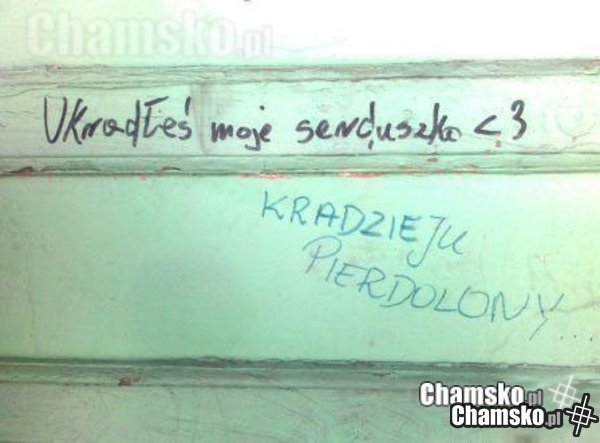 Chamsko.pl
Ukradłeś moje serduszko <3
KRADZIEJU
PIERDOLONY...
Chamsko.pl
Chamsko.pl